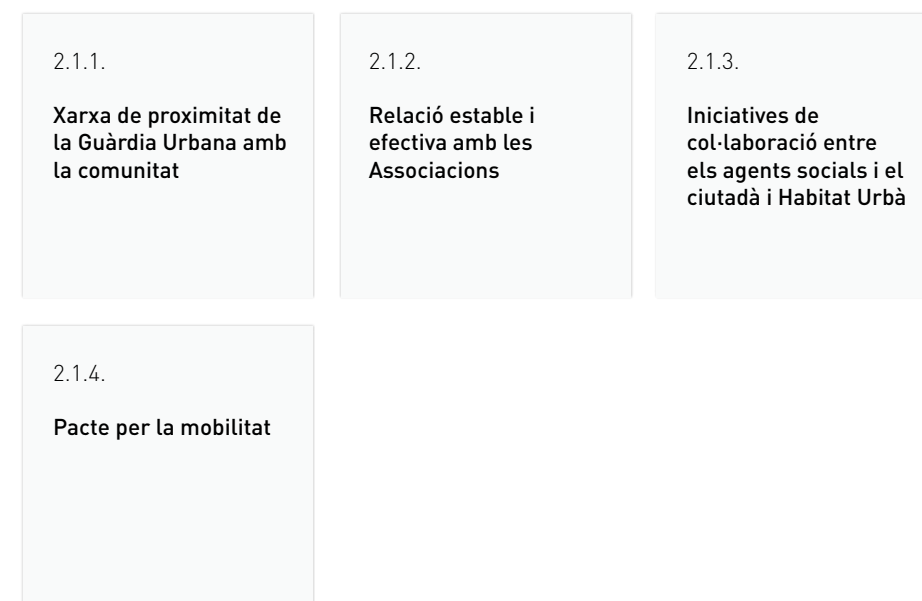 2.1.1.
Xarxa de proximitat de
la Guàrdia Urbana amb
la comunitat
2.1.2.
Relació estable i
efectiva amb les
Associacions
2.1.3.
Iniciatives de
col·laboració entre
els agents socials i el
ciutadà i Habitat Urbà
2.1.4.
Pacte per la mobilitat